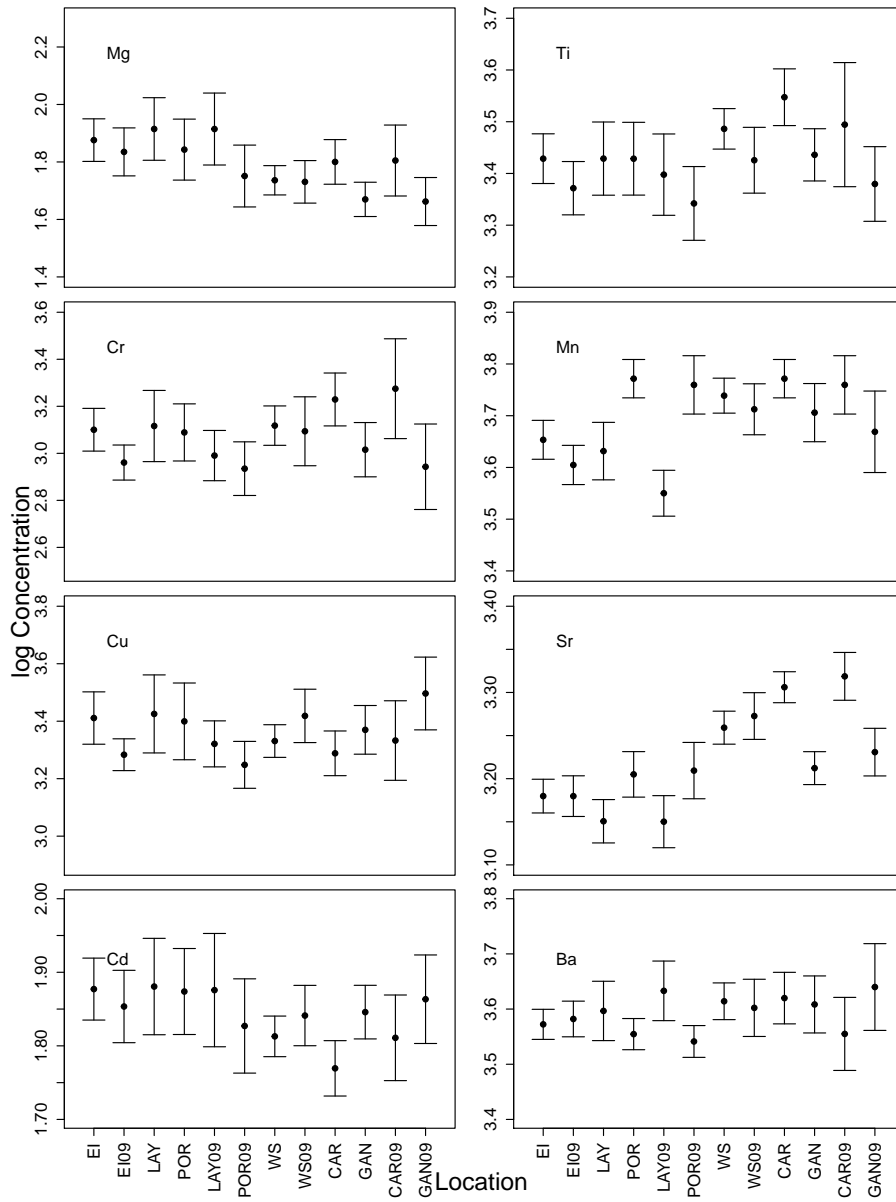 Mg
1.4 1.6 1.8 2.0 2.2
Ti
3.2 3.3 3.4 3.5 3.6 3.7
Cr
2.6 2.8 3.0 3.2 3.4 3.6
Mn
3.4 3.5 3.6 3.7 3.8 3.9
Cu
3.0 3.2 3.4 3.6 3.8
Sr
3.10 3.20 3.30 3.40
Cd
1.70 1.80 1.90 2.00
Ba
3.4 3.5 3.6 3.7 3.8
log Concentration
EI EI09 LAY POR LAY09 POR09 WS WS09 CAR GAN CAR09 GAN09
EI EI09 LAY POR LAY09 POR09 WS WS09 CAR GAN CAR09 GAN09
Location